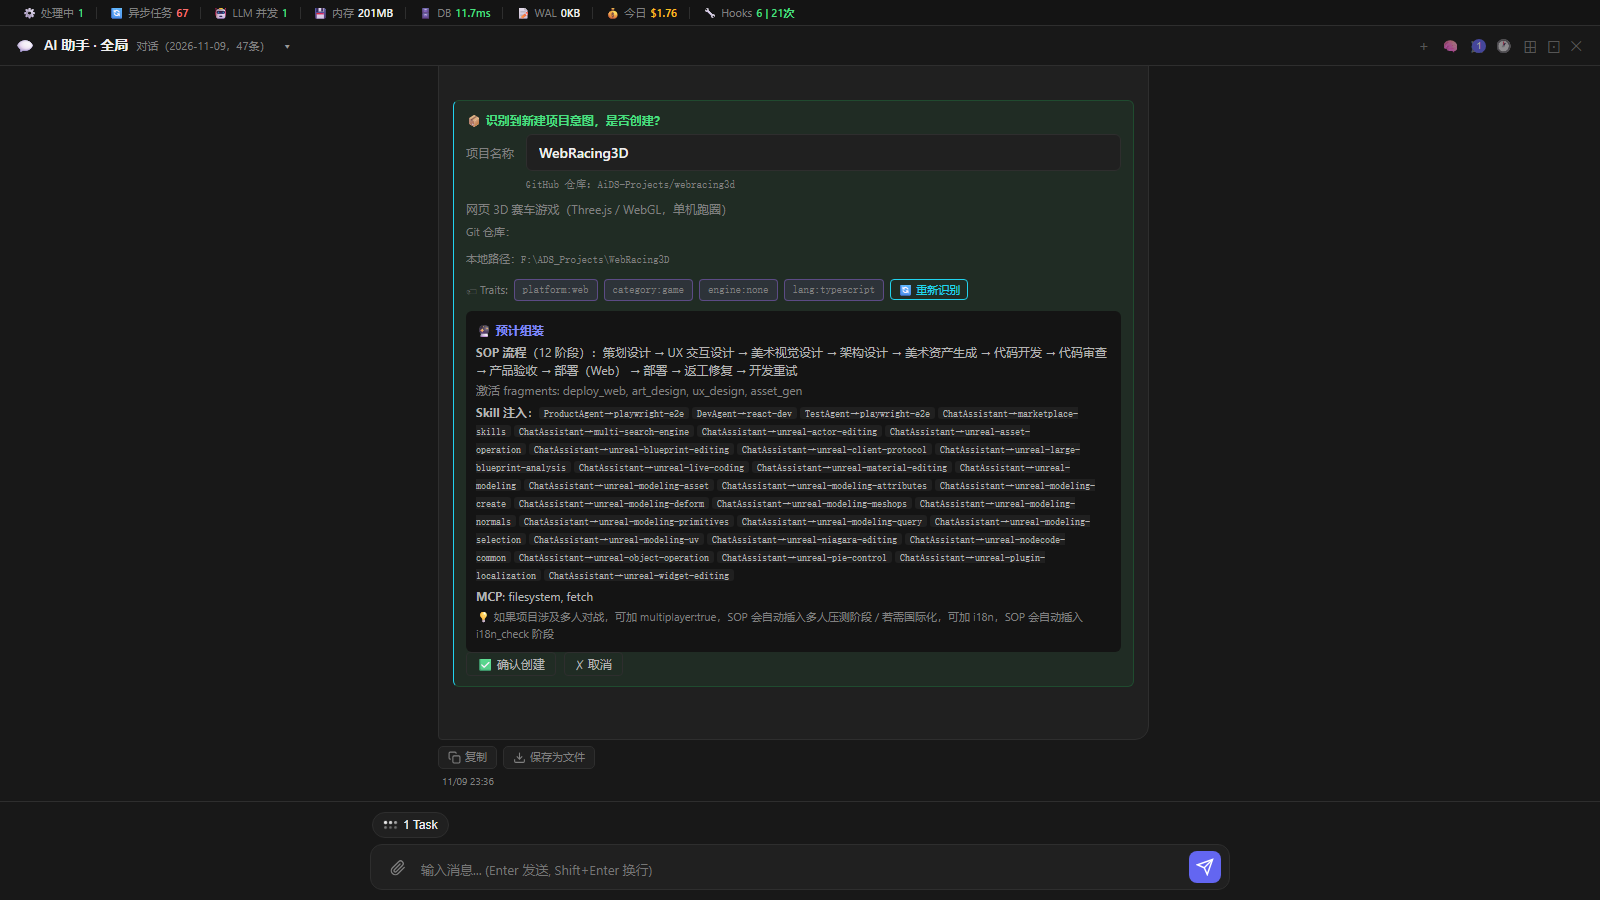 处理中 1 异步任务 67 LLM 并发 1 内存 201MB DB 11.7ms WAL 0KB 今日 $1.76 Hooks 6 | 21次
AI 助手 · 全局 对话（2026-11-09，47条） ▾
1
识别到新建项目意图，是否创建？
项目名称 WebRacing3D
GitHub 仓库: AiDS-Projects/webracing3d
网页 3D 赛车游戏（Three.js / WebGL，单机跑圈）
Git 仓库:
本地路径: F:\ADS_Projects\WebRacing3D
Traits: platform:web category:game engine:none lang:typescript 重新识别
预计组装
SOP 流程（12 阶段）： 策划设计 → UX 交互设计 → 美术视觉设计 → 架构设计 → 美术资产生成 → 代码开发 → 代码审查
→ 产品验收 → 部署（Web） → 部署 → 返工修复 → 开发重试
激活 fragments: deploy_web, art_design, ux_design, asset_gen
Skill 注入： ProductAgent→playwright-e2e DevAgent→react-dev TestAgent→playwright-e2e ChatAssistant→marketplace-
skills ChatAssistant→multi-search-engine ChatAssistant→unreal-actor-editing ChatAssistant→unreal-asset-
operation ChatAssistant→unreal-blueprint-editing ChatAssistant→unreal-client-protocol ChatAssistant→unreal-large-
blueprint-analysis ChatAssistant→unreal-live-coding ChatAssistant→unreal-material-editing ChatAssistant→unreal-
modeling ChatAssistant→unreal-modeling-asset ChatAssistant→unreal-modeling-attributes ChatAssistant→unreal-modeling-
create ChatAssistant→unreal-modeling-deform ChatAssistant→unreal-modeling-meshops ChatAssistant→unreal-modeling-
normals ChatAssistant→unreal-modeling-primitives ChatAssistant→unreal-modeling-query ChatAssistant→unreal-modeling-
selection ChatAssistant→unreal-modeling-uv ChatAssistant→unreal-niagara-editing ChatAssistant→unreal-nodecode-
common ChatAssistant→unreal-object-operation ChatAssistant→unreal-pie-control ChatAssistant→unreal-plugin-
localization ChatAssistant→unreal-widget-editing
MCP: filesystem, fetch
如果项目涉及多人对战，可加 multiplayer:true，SOP 会自动插入多人压测阶段 / 若需国际化，可加 i18n，SOP 会自动插入
i18n_check 阶段
✅ 确认创建 ✗ 取消
复制 保存为文件
11/09 23:36
1 Task
输入消息... (Enter 发送, Shift+Enter 换行)